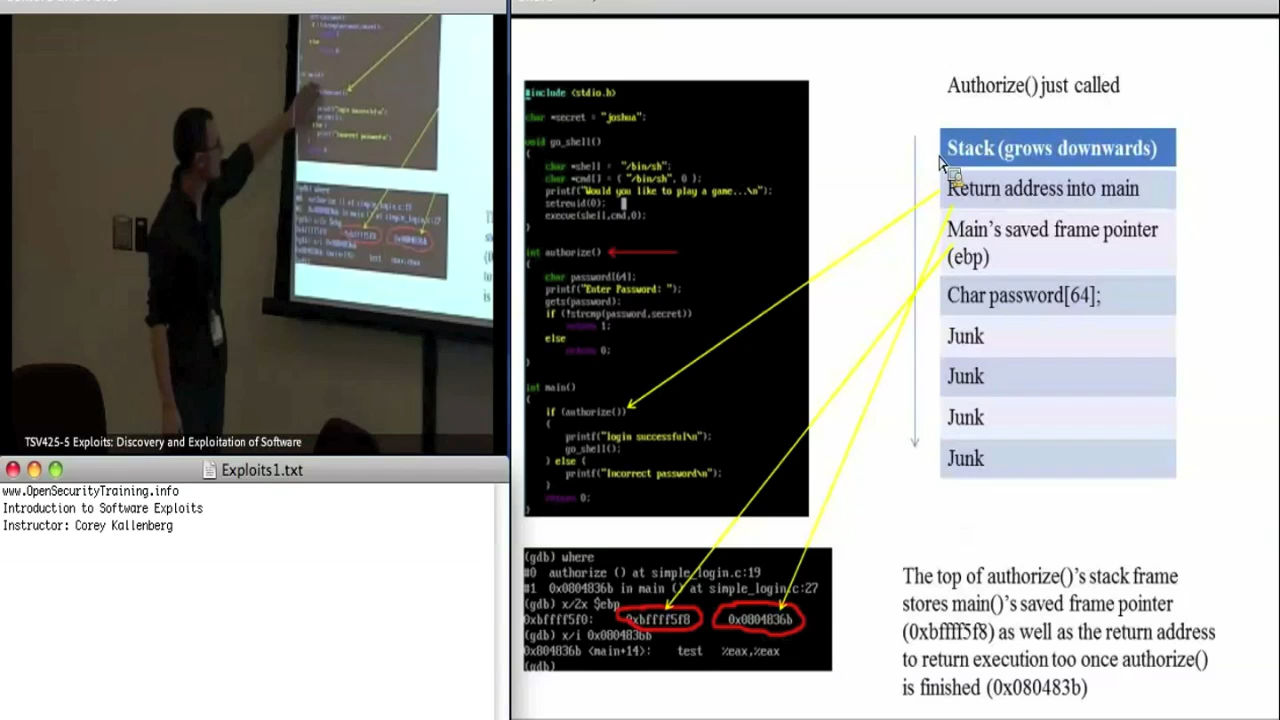 TSV425-5 Exploits: Discovery and Exploitation of Software
Exploits1.txt
www.OpenSecurityTraining.info
Introduction to Software Exploits
Instructor: Corey Kallenberg
#include <stdio.h>
char *secret = "joshua";
void go_shell()
{
char *shell = "/bin/sh";
char *cmd[] = { "/bin/sh", 0 };
printf("Would you like to play a game...\n");
setreuid(0);
execve(shell,cmd,0);
}
int authorize()
{
char password[64];
printf("Enter Password: ");
gets(password);
if (!strcmp(password,secret))
return 1;
else
return 0;
}
int main()
{
if (authorize())
{
printf("login successful\n");
go_shell();
} else {
printf("Incorrect password\n");
}
return 0;
}
(gdb) where
#0 authorize () at simple_login.c:19
#1 0x0804836b in main () at simple_login.c:27
(gdb) x/2x $ebp
0xbffff5f0: 0xbffff5f8 0x0804836b
(gdb) x/i 0x0804836b
0x804836b <main+14>: test %eax,%eax
(gdb)
Authorize() just called
Stack (grows downwards)
Return address into main
Main's saved frame pointer
(ebp)
Char password[64];
Junk
Junk
Junk
Junk
The top of authorize()'s stack frame
stores main()'s saved frame pointer
(0xbffff5f8) as well as the return address
to return execution too once authorize()
is finished (0x080483b)